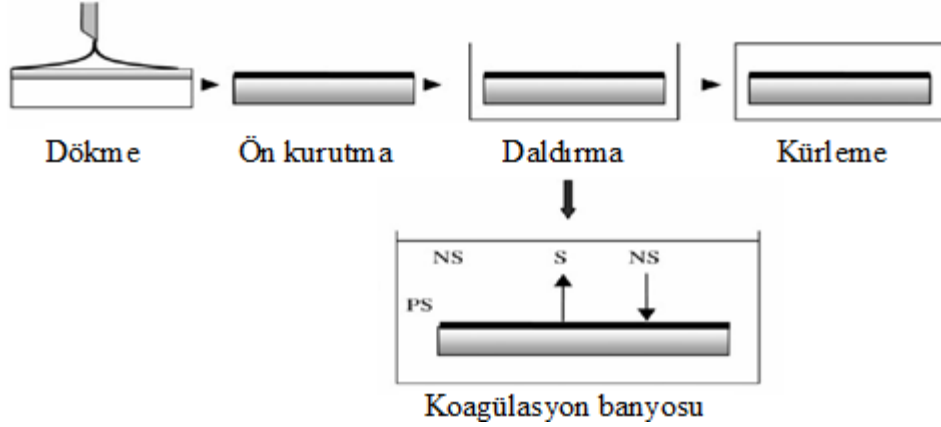 Dökme
Ön kurutma
Daldırma
Kürleme
NS S NS
PS
Koagülasyon banyosu